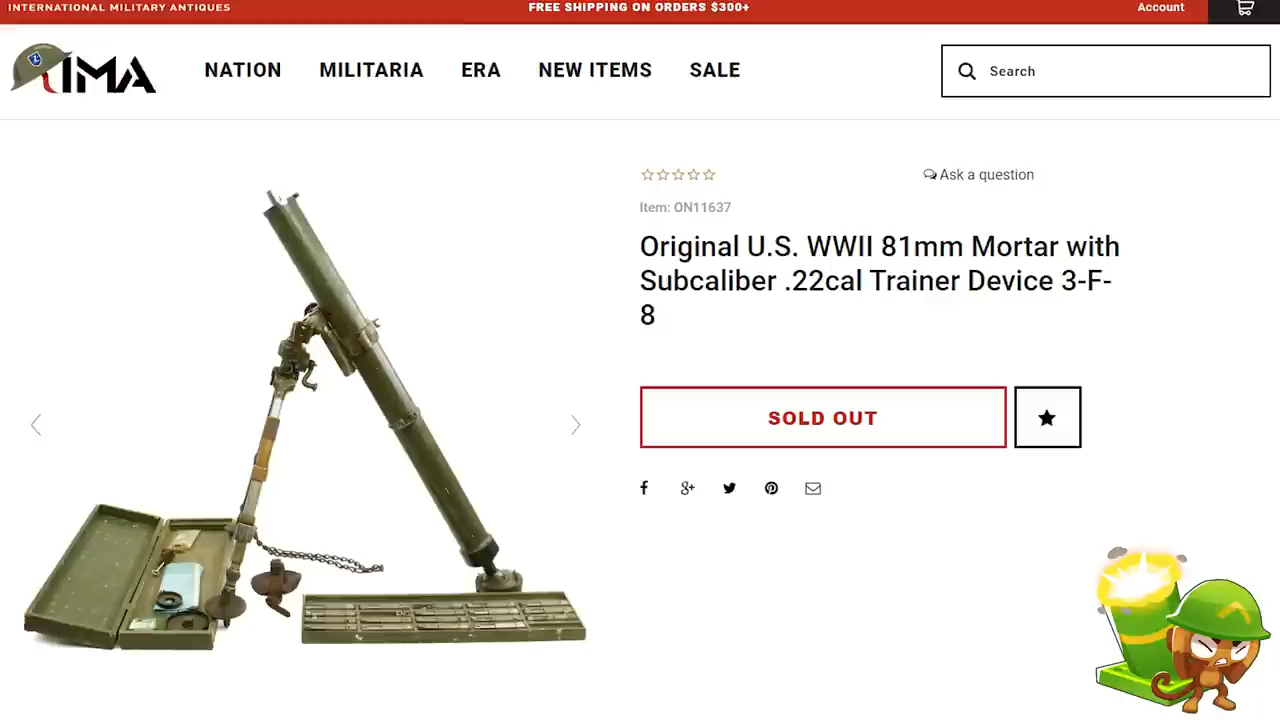 INTERNATIONAL MILITARY ANTIQUES
FREE SHIPPING ON ORDERS $300+
Account
IMA
NATION
MILITARIA
ERA
NEW ITEMS
SALE
Search
Ask a question
Item: ON11637
Original U.S. WWII 81mm Mortar with
Subcaliber .22cal Trainer Device 3-F-
8
SOLD OUT